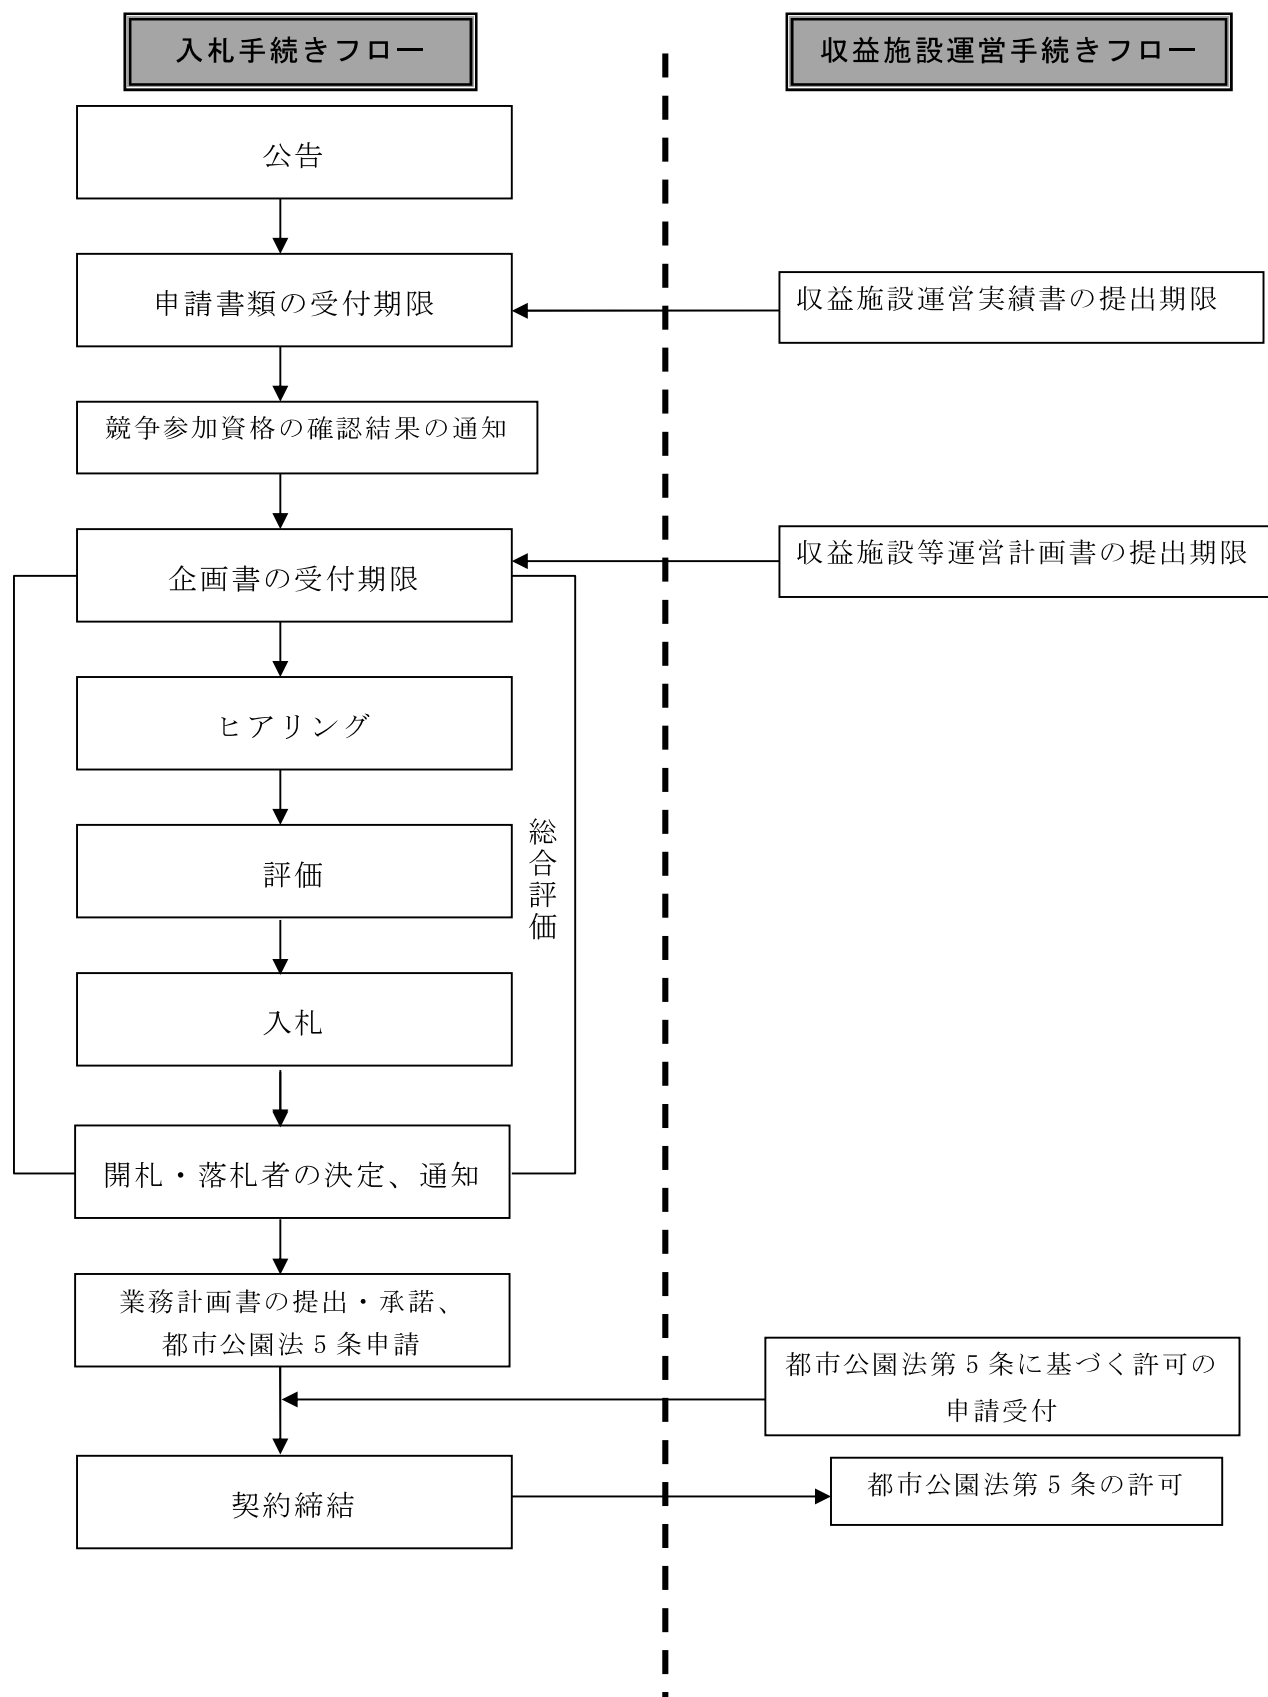 入札手続きフロー
収益施設運営手続きフロー
公告
申請書類の受付期限
収益施設運営実績書の提出期限
競争参加資格の確認結果の通知
企画書の受付期限
収益施設等運営計画書の提出期限
ヒアリング
評価
総合評価
入札
開札・落札者の決定、通知
業務計画書の提出・承諾、
都市公園法 5 条申請
都市公園法第 5 条に基づく許可の
申請受付
契約締結
都市公園法第 5 条の許可